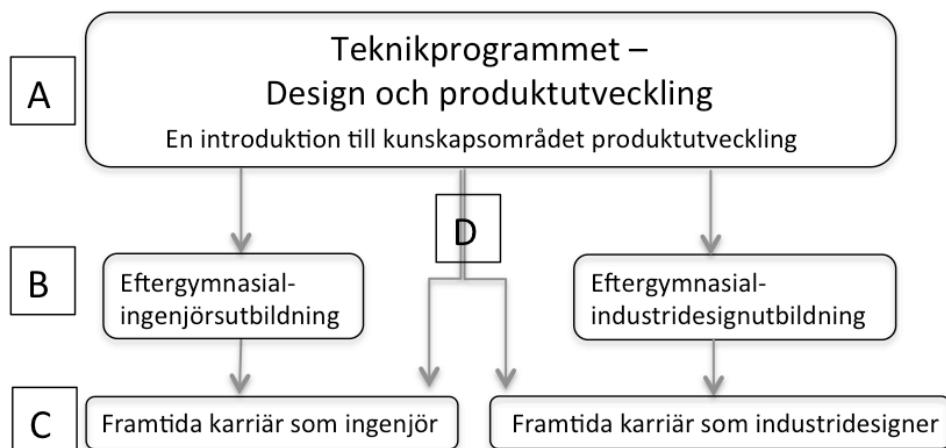 A
Teknikprogrammet –
Design och produktutveckling
En introduktion till kunskapsområdet produktutveckling
D
B
Eftergymnasial-
ingenjörsutbildning
Eftergymnasial-
industridesignutbildning
C
Framtida karriär som ingenjör
Framtida karriär som industridesigner